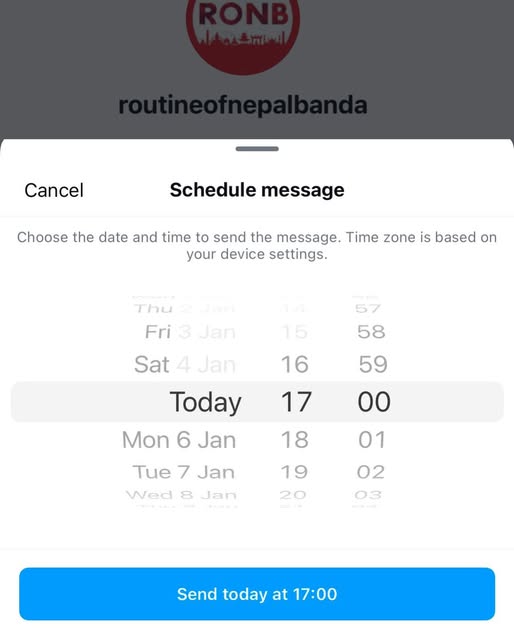 RONB
routineofnepalbanda
Cancel
Schedule message
Choose the date and time to send the message. Time zone is based on
your device settings.
Thu 2 Jan 14 57
Fri 3 Jan 15 58
Sat 4 Jan 16 59
Today 17 00
Mon 6 Jan 18 01
Tue 7 Jan 19 02
Wed 8 Jan 20 03
Send today at 17:00